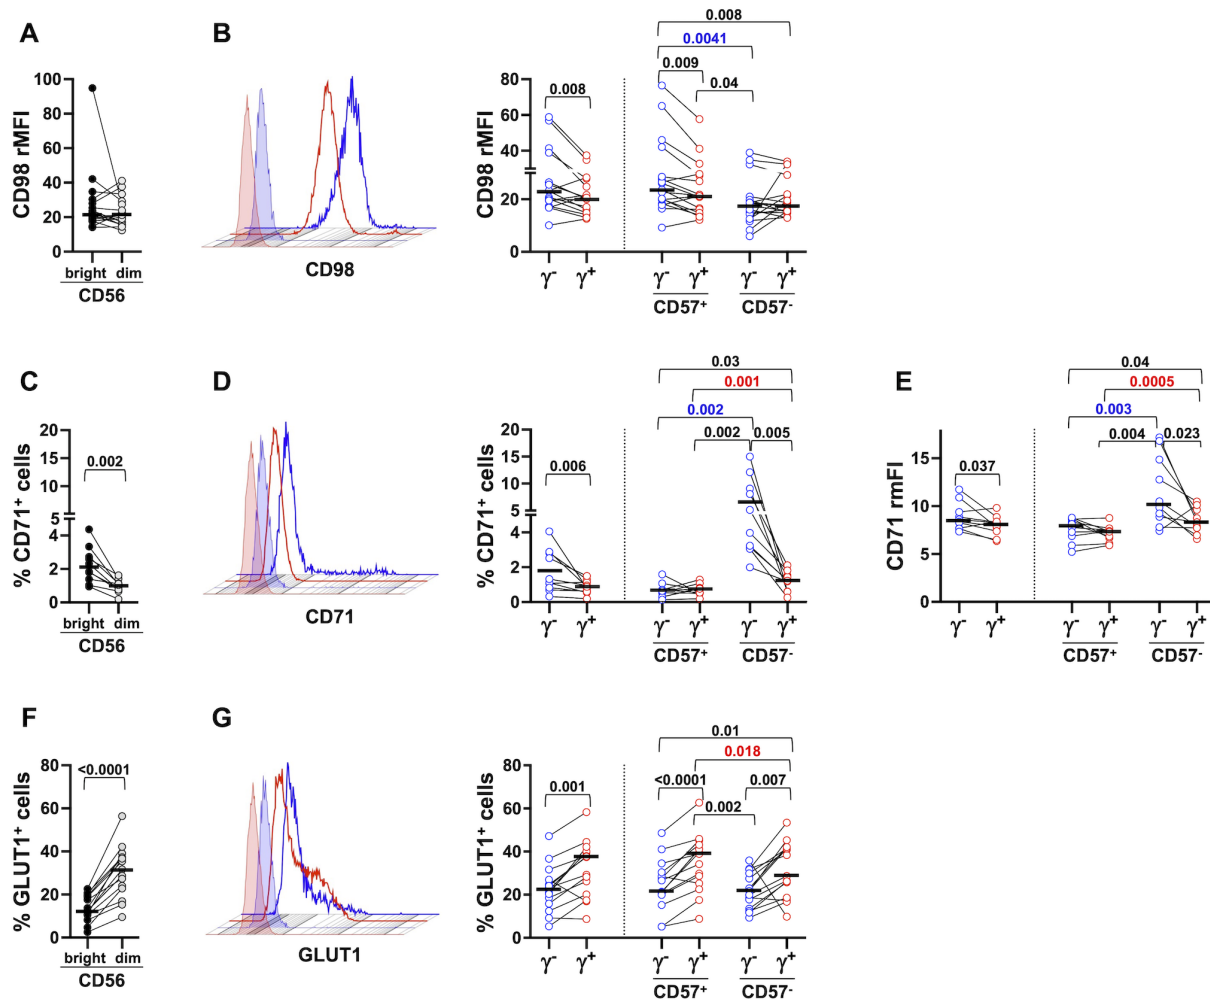 A
B
0.008
0.0041
0.009
0.04
0.008
100
80
60
40
20
0
CD98 rMFI
bright dim
CD56
CD98
80
60
40
20
0
CD98 rMFI
γ- γ+ γ- γ+ γ- γ+
CD57+ CD57-
C
D
E
0.03
0.001
0.002
0.002 0.005
0.006
0.002
20
15
10
5
4
2
0
% CD71+ cells
bright dim
CD56
CD71
20
15
10
5
4
2
0
% CD71+ cells
γ- γ+ γ- γ+ γ- γ+
CD57+ CD57-
0.04
0.0005
0.003
0.004 0.023
0.037
15
10
5
0
CD71 rmFI
γ- γ+ γ- γ+ γ- γ+
CD57+ CD57-
F
G
0.01
0.018
<0.0001 0.007
0.002
0.001
<0.0001
80
60
40
20
0
% GLUT1+ cells
bright dim
CD56
GLUT1
80
60
40
20
0
% GLUT1+ cells
γ- γ+ γ- γ+ γ- γ+
CD57+ CD57-